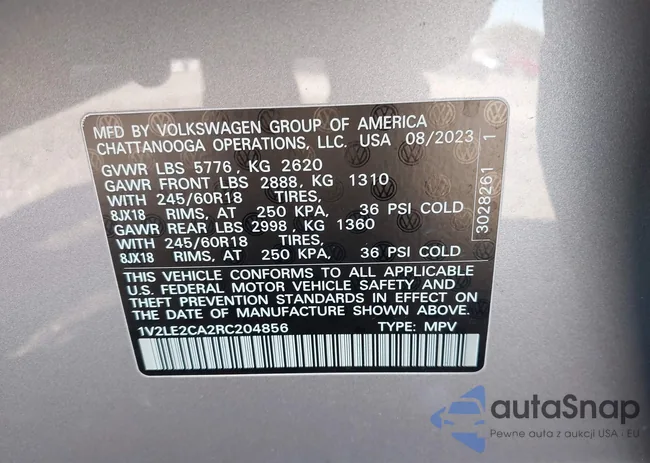 MFD BY VOLKSWAGEN GROUP OF AMERICA
CHATTANOOGA OPERATIONS, LLC. USA 08/2023
GVWR LBS 5776, KG 2620
GAWR FRONT LBS 2888, KG 1310
WITH 245/60R18 TIRES,
8JX18 RIMS, AT 250 KPA, 36 PSI COLD
GAWR REAR LBS 2998, KG 1360
WITH 245/60R18 TIRES,
8JX18 RIMS, AT 250 KPA, 36 PSI COLD
THIS VEHICLE CONFORMS TO ALL APPLICABLE
U.S. FEDERAL MOTOR VEHICLE SAFETY AND
THEFT PREVENTION STANDARDS IN EFFECT ON
THE DATE OF MANUFACTURE SHOWN ABOVE.
1V2LE2CA2RC204856 TYPE: MPV
3028261 1
autaSnap
Pewne auta z aukcji USA i EU